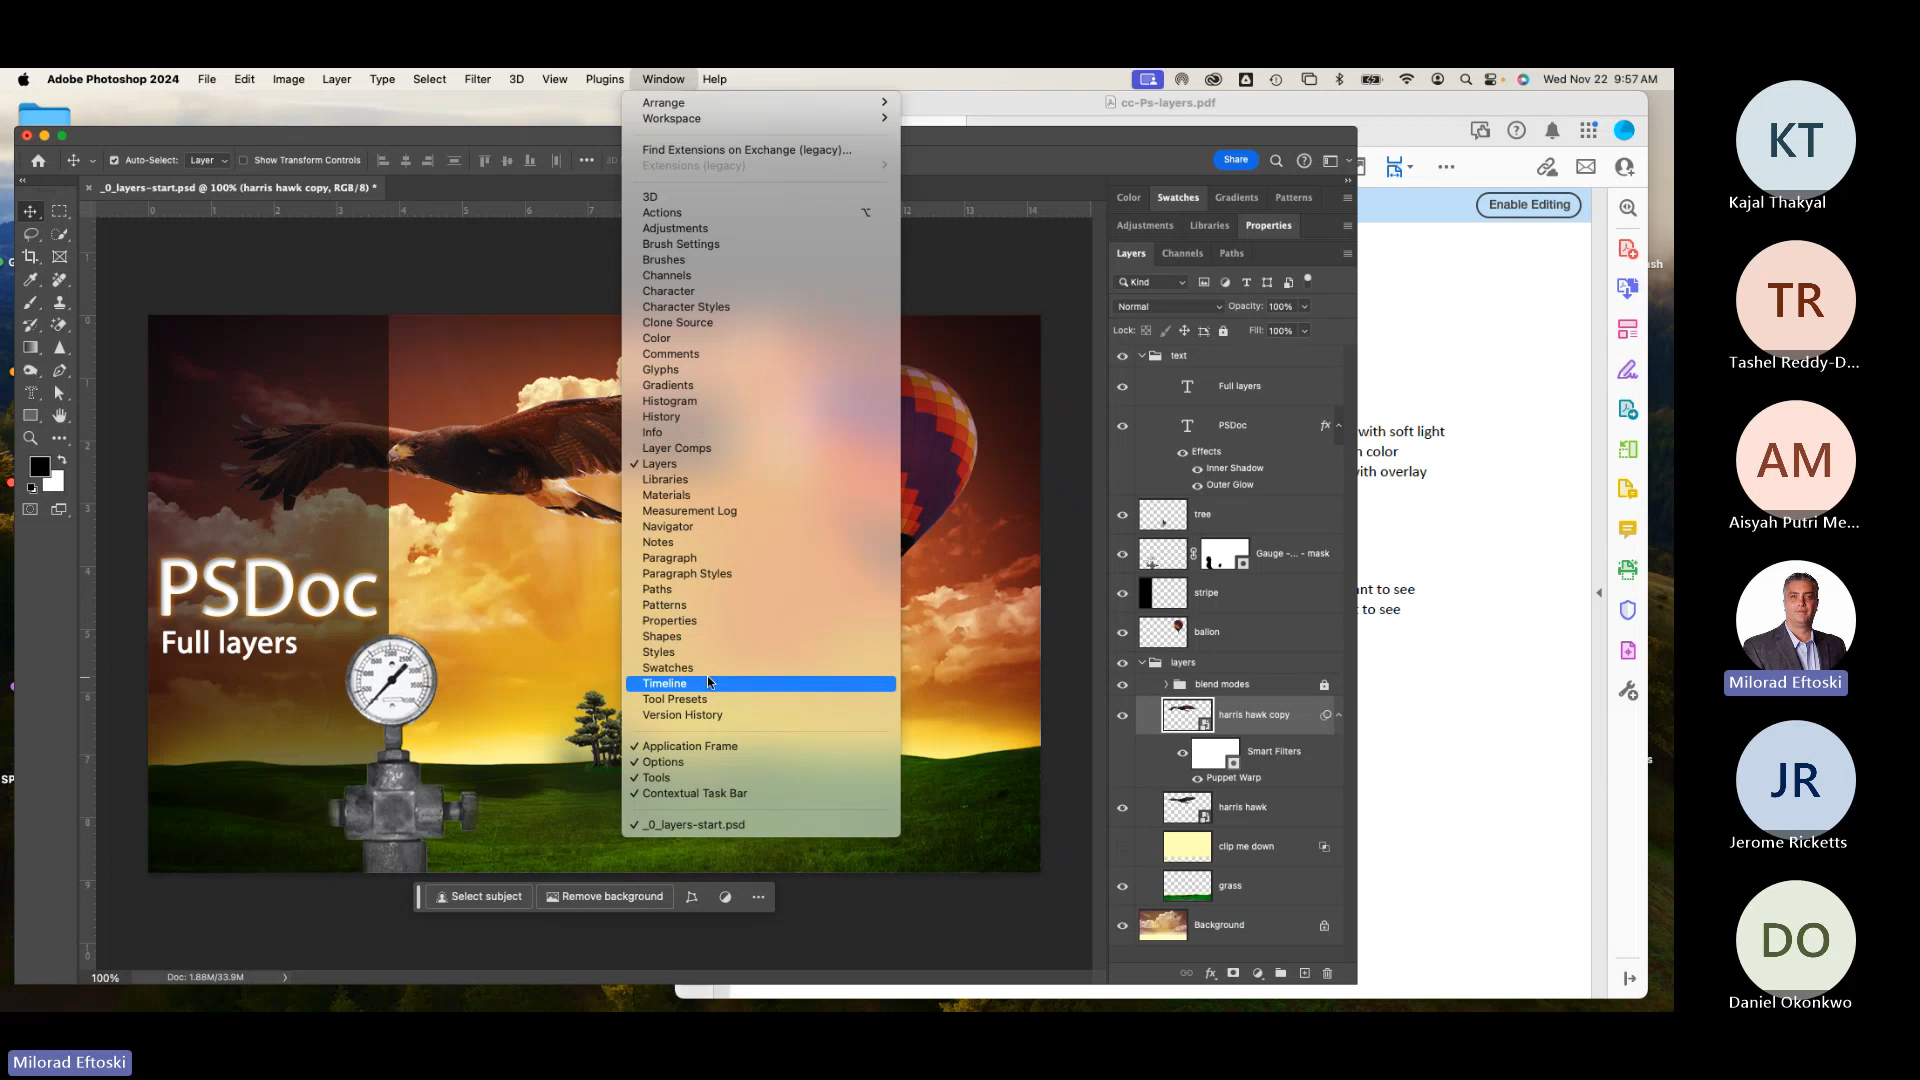 Adobe Photoshop 2024 File Edit Image Layer Type Select Filter 3D View Plugins Window Help
Wed Nov 22 9:57 AM
cc-Ps-layers.pdf
Auto-Select: Layer Show Transform Controls
Share
Enable Editing
_0_layers-start.psd @ 100% (harris hawk copy, RGB/8) *
Arrange
Workspace
Find Extensions on Exchange (legacy)...
Extensions (legacy)
3D
Actions
Adjustments
Brush Settings
Brushes
Channels
Character
Character Styles
Clone Source
Color
Comments
Glyphs
Gradients
Histogram
History
Info
Layer Comps
Layers
Libraries
Materials
Measurement Log
Navigator
Notes
Paragraph
Paragraph Styles
Paths
Patterns
Properties
Shapes
Styles
Swatches
Timeline
Tool Presets
Version History
Application Frame
Options
Tools
Contextual Task Bar
_0_layers-start.psd
PSDoc
Full layers
Select subject Remove background
100% Doc: 1.88M/33.9M
Color Swatches Gradients Patterns
Adjustments Libraries Properties
Layers Channels Paths
Kind
Normal Opacity: 100%
Lock: Fill: 100%
text
Full layers
PSDoc fx
Effects
Inner Shadow
Outer Glow
tree
Gauge -... - mask
stripe
ballon
layers
blend modes
harris hawk copy
Smart Filters
Puppet Warp
harris hawk
clip me down
grass
Background
with soft light
color
with overlay
ant to see
to see
KT
Kajal Thakyal
TR
Tashel Reddy-D...
AM
Aisyah Putri Me...
Milorad Eftoski
JR
Jerome Ricketts
DO
Daniel Okonkwo
Milorad Eftoski